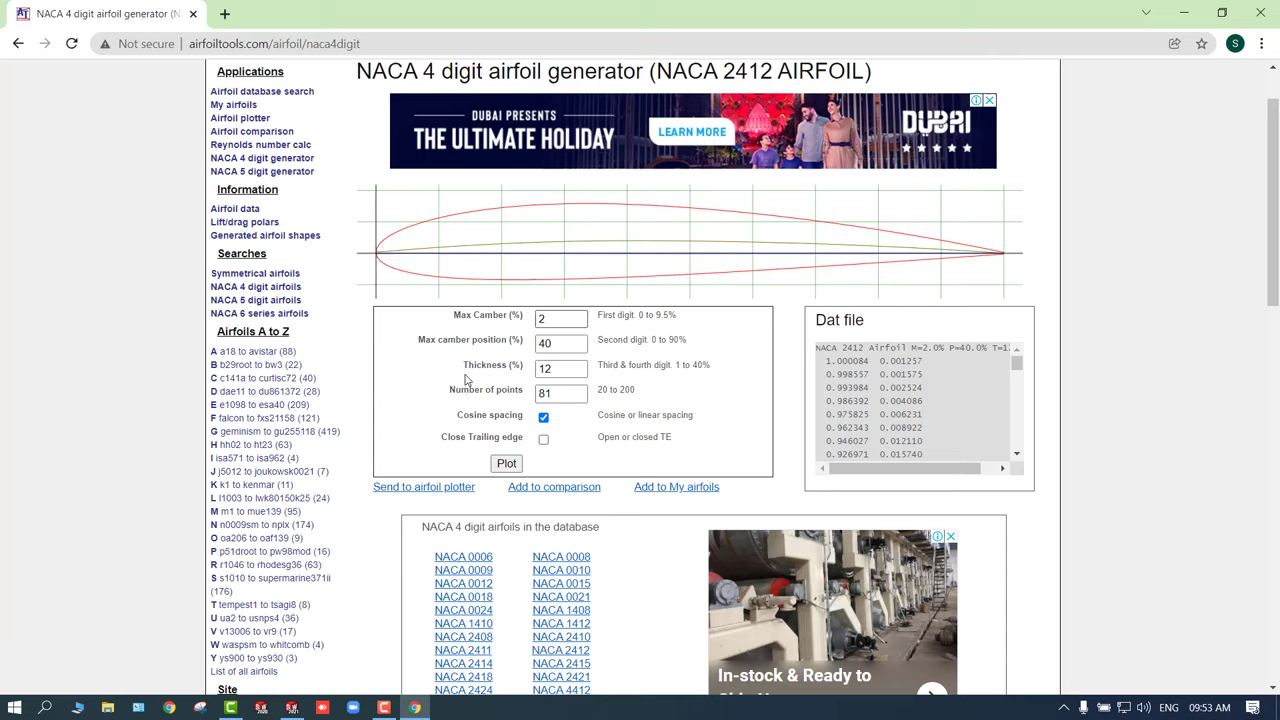 NACA 4 digit airfoil generator (N
Not secure
airfoiltools.com/airfoil/naca4digit
S
Applications
Airfoil database search
My airfoils
Airfoil plotter
Airfoil comparison
Reynolds number calc
NACA 4 digit generator
NACA 5 digit generator
Information
Airfoil data
Lift/drag polars
Generated airfoil shapes
Searches
Symmetrical airfoils
NACA 4 digit airfoils
NACA 5 digit airfoils
NACA 6 series airfoils
Airfoils A to Z
A a18 to avistar (88)
B b29root to bw3 (22)
C c141a to curtisc72 (40)
D dae11 to du861372 (28)
E e1098 to esa40 (209)
F falcon to fxs21158 (121)
G geminism to gu255118 (419)
H hh02 to ht23 (63)
I isa571 to isa962 (4)
J j5012 to joukowsk0021 (7)
K k1 to kenmar (11)
L l1003 to lwk80150k25 (24)
M m1 to mue139 (95)
N n0009sm to nplx (174)
O oa206 to oaf139 (9)
P p51droot to pw98mod (16)
R r1046 to rhodesg36 (63)
S s1010 to supermarine371ii
(176)
T tempest1 to tsagi8 (8)
U ua2 to usnps4 (36)
V v13006 to vr9 (17)
W waspsm to whitcomb (4)
Y ys900 to ys930 (3)
List of all airfoils
Site
NACA 4 digit airfoil generator (NACA 2412 AIRFOIL)
DUBAI PRESENTS
THE ULTIMATE HOLIDAY
LEARN MORE
DUBAI
Max Camber (%) 2 First digit. 0 to 9.5%
Max camber position (%) 40 Second digit. 0 to 90%
Thickness (%) 12 Third & fourth digit. 1 to 40%
Number of points 81 20 to 200
Cosine spacing Cosine or linear spacing
Close Trailing edge Open or closed TE
Plot
Send to airfoil plotter Add to comparison Add to My airfoils
Dat file
NACA 2412 Airfoil M=2.0% P=40.0% T=1
1.000084 0.001257
0.998557 0.001575
0.993984 0.002524
0.986392 0.004086
0.975825 0.006231
0.962343 0.008922
0.946027 0.012110
0.926971 0.015740
NACA 4 digit airfoils in the database
NACA 0006 NACA 0008
NACA 0009 NACA 0010
NACA 0012 NACA 0015
NACA 0018 NACA 0021
NACA 0024 NACA 1408
NACA 1410 NACA 1412
NACA 2408 NACA 2410
NACA 2411 NACA 2412
NACA 2414 NACA 2415
NACA 2418 NACA 2421
NACA 2424 NACA 4412
In-stock & Ready to
ENG 09:53 AM